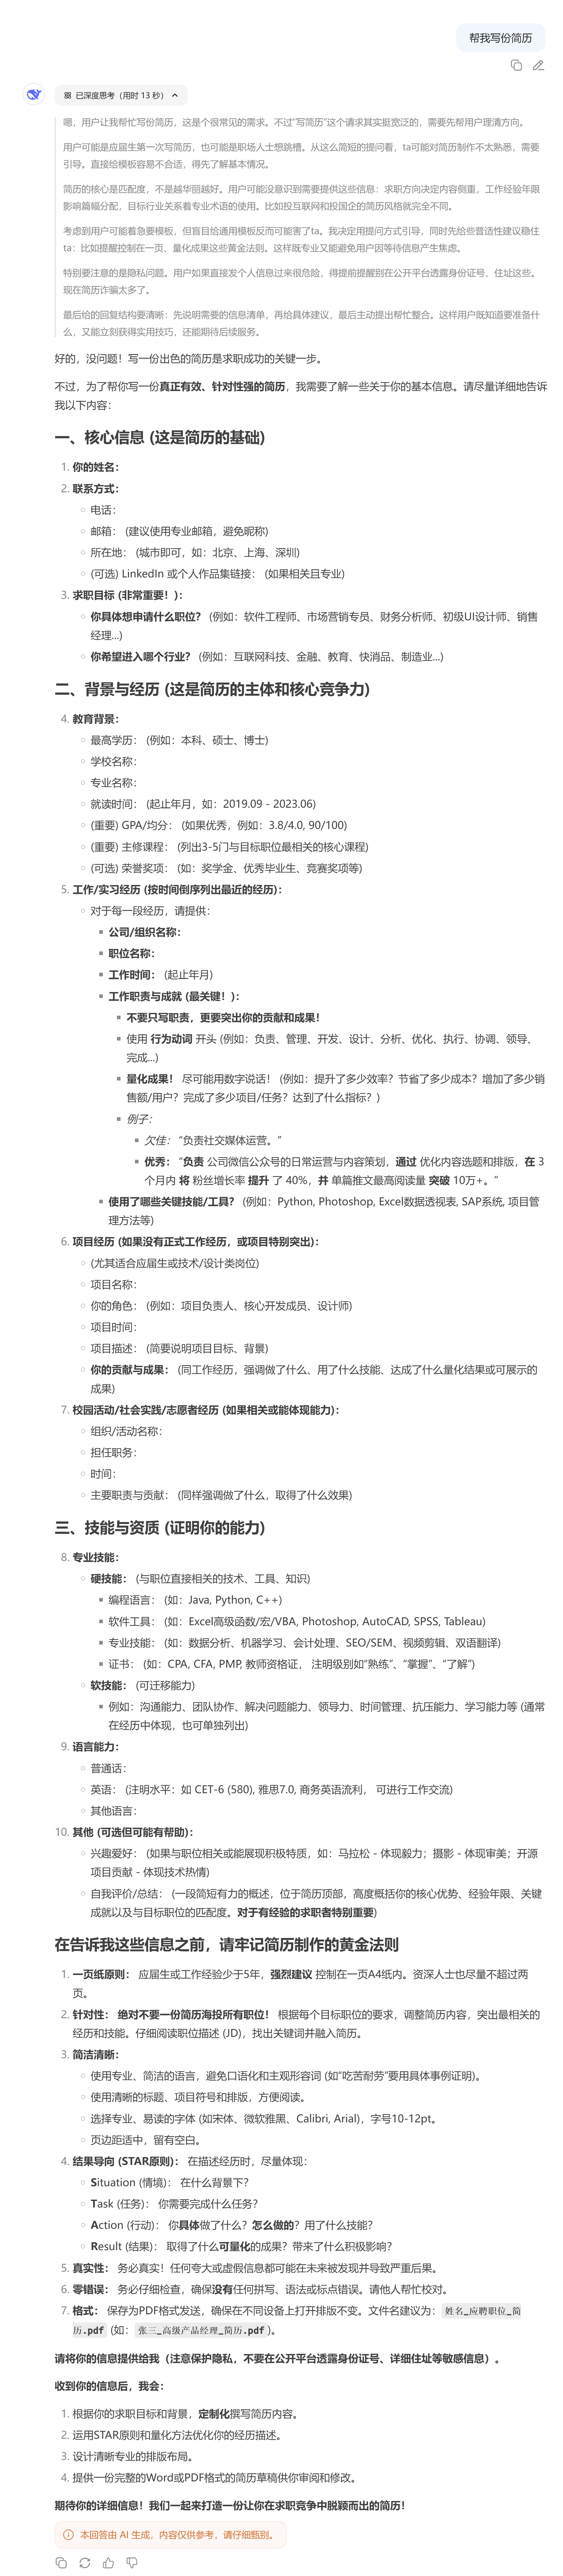 帮我写份简历
已深度思考（用时 13 秒）
嗯，用户让我帮忙写份简历，这是个很常见的需求。不过“写简历”这个请求其实挺宽泛的，需要先帮用户理清方向。
用户可能是应届生第一次写简历，也可能是职场人士想跳槽。从这么简短的提问看，ta可能对简历制作不太熟悉，需要
引导。直接给模板容易不合适，得先了解基本情况。
简历的核心是匹配度，不是越华丽越好。用户可能没意识到需要提供这些信息：求职方向决定内容侧重，工作经验年限
影响篇幅分配，目标行业关系着专业术语的使用。比如投互联网和投国企的简历风格就完全不同。
考虑到用户可能着急要模板，但盲目给通用模板反而可能害了ta。我决定用提问方式引导，同时先给些普适性建议稳住
ta：比如提醒控制在一页、量化成果这些黄金法则。这样既专业又能避免用户因等待信息产生焦虑。
特别要注意的是隐私问题。用户如果直接发个人信息过来很危险，得提前提醒别在公开平台透露身份证号、住址这些。
现在简历诈骗太多了。
最后给的回复结构要清晰：先说明需要的信息清单，再给具体建议，最后主动提出帮忙整合。这样用户既知道要准备什
么，又能立刻获得实用技巧，还能期待后续服务。
好的，没问题！写一份出色的简历是求职成功的关键一步。
不过，为了帮你写一份真正有效、针对性强的简历，我需要了解一些关于你的基本信息。请尽量详细地告诉
我以下内容：
一、核心信息 (这是简历的基础)
1. 你的姓名：
2. 联系方式：
电话：
邮箱： (建议使用专业邮箱，避免昵称)
所在地： (城市即可，如：北京、上海、深圳)
(可选) LinkedIn 或个人作品集链接： (如果相关且专业)
3. 求职目标 (非常重要！)：
你具体想申请什么职位？ (例如：软件工程师、市场营销专员、财务分析师、初级UI设计师、销售
经理...)
你希望进入哪个行业？ (例如：互联网科技、金融、教育、快消品、制造业...)
二、背景与经历 (这是简历的主体和核心竞争力)
4. 教育背景：
最高学历： (例如：本科、硕士、博士)
学校名称：
专业名称：
就读时间： (起止年月，如：2019.09 - 2023.06)
(重要) GPA/均分： (如果优秀，例如：3.8/4.0, 90/100)
(重要) 主修课程： (列出3-5门与目标职位最相关的核心课程)
(可选) 荣誉奖项： (如：奖学金、优秀毕业生、竞赛奖项等)
5. 工作/实习经历 (按时间倒序列出最近的经历)：
对于每一段经历，请提供：
公司/组织名称：
职位名称：
工作时间： (起止年月)
工作职责与成就 (最关键！)：
不要只写职责，更要突出你的贡献和成果！
使用 行为动词 开头 (例如：负责、管理、开发、设计、分析、优化、执行、协调、领导、
完成...)
量化成果！ 尽可能用数字说话！ (例如：提升了多少效率？节省了多少成本？增加了多少销
售额/用户？完成了多少项目/任务？达到了什么指标？)
例子：
欠佳： “负责社交媒体运营。”
优秀： “负责 公司微信公众号的日常运营与内容策划，通过 优化内容选题和排版，在 3
个月内 将 粉丝增长率 提升 了 40%，并 单篇推文最高阅读量 突破 10万+。”
使用了哪些关键技能/工具？ (例如：Python, Photoshop, Excel数据透视表, SAP系统, 项目管
理方法等)
6. 项目经历 (如果没有正式工作经历，或项目特别突出)：
(尤其适合应届生或技术/设计类岗位)
项目名称：
你的角色： (例如：项目负责人、核心开发成员、设计师)
项目时间：
项目描述： (简要说明项目目标、背景)
你的贡献与成果： (同工作经历，强调做了什么、用了什么技能、达成了什么量化结果或可展示的
成果)
7. 校园活动/社会实践/志愿者经历 (如果相关或能体现能力)：
组织/活动名称：
担任职务：
时间：
主要职责与贡献： (同样强调做了什么，取得了什么效果)
三、技能与资质 (证明你的能力)
8. 专业技能：
硬技能： (与职位直接相关的技术、工具、知识)
编程语言： (如：Java, Python, C++)
软件工具： (如：Excel高级函数/宏/VBA, Photoshop, AutoCAD, SPSS, Tableau)
专业技能： (如：数据分析、机器学习、会计处理、SEO/SEM、视频剪辑、双语翻译)
证书： (如：CPA, CFA, PMP, 教师资格证， 注明级别如“熟练”、“掌握”、“了解”)
软技能： (可迁移能力)
例如：沟通能力、团队协作、解决问题能力、领导力、时间管理、抗压能力、学习能力等 (通常
在经历中体现，也可单独列出)
9. 语言能力：
普通话：
英语： (注明水平：如 CET-6 (580), 雅思7.0, 商务英语流利， 可进行工作交流)
其他语言：
10. 其他 (可选但可能有帮助)：
兴趣爱好： (如果与职位相关或能展现积极特质，如：马拉松 - 体现毅力；摄影 - 体现审美；开源
项目贡献 - 体现技术热情)
自我评价/总结： (一段简短有力的概述，位于简历顶部，高度概括你的核心优势、经验年限、关键
成就以及与目标职位的匹配度。对于有经验的求职者特别重要)
在告诉我这些信息之前，请牢记简历制作的黄金法则
1. 一页纸原则： 应届生或工作经验少于5年，强烈建议 控制在一页A4纸内。资深人士也尽量不超过两
页。
2. 针对性： 绝对不要一份简历海投所有职位！ 根据每个目标职位的要求，调整简历内容，突出最相关的
经历和技能。仔细阅读职位描述 (JD)，找出关键词并融入简历。
3. 简洁清晰：
使用专业、简洁的语言，避免口语化和主观形容词 (如“吃苦耐劳”要用具体事例证明)。
使用清晰的标题、项目符号和排版，方便阅读。
选择专业、易读的字体 (如宋体、微软雅黑、Calibri, Arial)，字号10-12pt。
页边距适中，留有空白。
4. 结果导向 (STAR原则)： 在描述经历时，尽量体现：
Situation (情境)： 在什么背景下？
Task (任务)： 你需要完成什么任务？
Action (行动)： 你具体做了什么？怎么做的？用了什么技能？
Result (结果)： 取得了什么可量化的成果？带来了什么积极影响？
5. 真实性： 务必真实！任何夸大或虚假信息都可能在未来被发现并导致严重后果。
6. 零错误： 务必仔细检查，确保没有任何拼写、语法或标点错误。请他人帮忙校对。
7. 格式： 保存为PDF格式发送，确保在不同设备上打开排版不变。文件名建议为：姓名_应聘职位_简
历.pdf (如：张三_高级产品经理_简历.pdf)。
请将你的信息提供给我（注意保护隐私，不要在公开平台透露身份证号、详细住址等敏感信息）。
收到你的信息后，我会：
1. 根据你的求职目标和背景，定制化撰写简历内容。
2. 运用STAR原则和量化方法优化你的经历描述。
3. 设计清晰专业的排版布局。
4. 提供一份完整的Word或PDF格式的简历草稿供你审阅和修改。
期待你的详细信息！我们一起来打造一份让你在求职竞争中脱颖而出的简历！
本回答由 AI 生成，内容仅供参考，请仔细甄别。